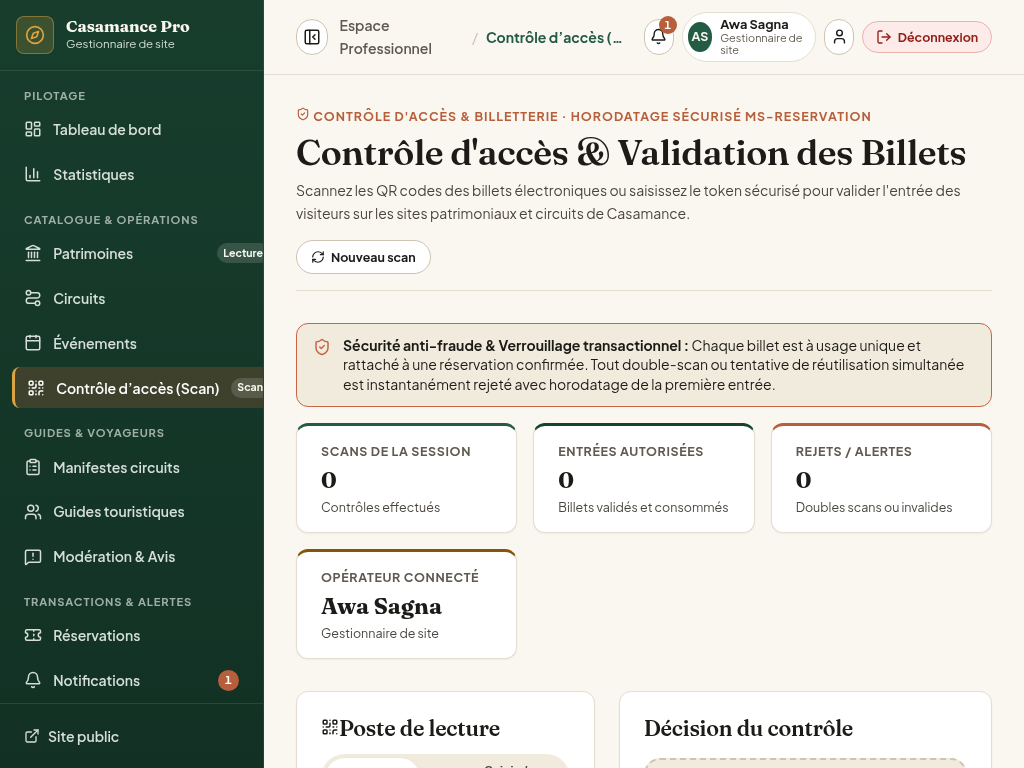 Casamance Pro
Gestionnaire de site
PILOTAGE
Tableau de bord
Statistiques
CATALOGUE & OPÉRATIONS
Patrimoines
Lecture
Circuits
Événements
Contrôle d'accès (Scan)
Scan
GUIDES & VOYAGEURS
Manifestes circuits
Guides touristiques
Modération & Avis
TRANSACTIONS & ALERTES
Réservations
Notifications
1
Site public
Espace
Professionnel
/
Contrôle d'accès (…
1
AS
Awa Sagna
Gestionnaire de
site
Déconnexion
CONTRÔLE D'ACCÈS & BILLETTERIE · HORODATAGE SÉCURISÉ MS-RESERVATION
Contrôle d'accès & Validation des Billets
Scannez les QR codes des billets électroniques ou saisissez le token sécurisé pour valider l'entrée des
visiteurs sur les sites patrimoniaux et circuits de Casamance.
Nouveau scan
Sécurité anti-fraude & Verrouillage transactionnel : Chaque billet est à usage unique et
rattaché à une réservation confirmée. Tout double-scan ou tentative de réutilisation simultanée
est instantanément rejeté avec horodatage de la première entrée.
SCANS DE LA SESSION
0
Contrôles effectués
ENTRÉES AUTORISÉES
0
Billets validés et consommés
REJETS / ALERTES
0
Doubles scans ou invalides
OPÉRATEUR CONNECTÉ
Awa Sagna
Gestionnaire de site
Poste de lecture
Décision du contrôle